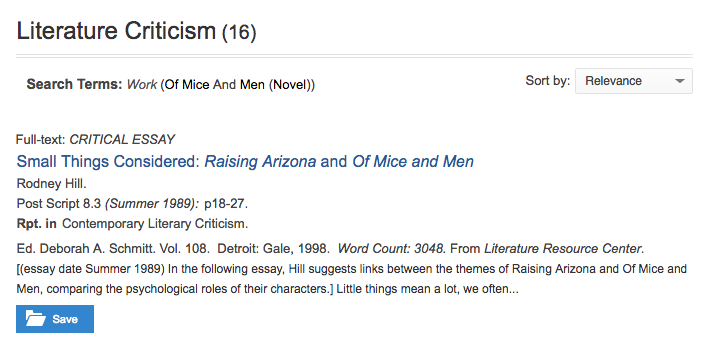 Literature Criticism (16)
Search Terms: Work (Of Mice And Men (Novel))
Sort by: Relevance
Full-text: CRITICAL ESSAY
Small Things Considered: Raising Arizona and Of Mice and Men
Rodney Hill.
Post Script 8.3 (Summer 1989): p18-27.
Rpt. in Contemporary Literary Criticism.
Ed. Deborah A. Schmitt. Vol. 108. Detroit: Gale, 1998. Word Count: 3048. From Literature Resource Center.
[(essay date Summer 1989) In the following essay, Hill suggests links between the themes of Raising Arizona and Of Mice and
Men, comparing the psychological roles of their characters.] Little things mean a lot, we often...
Save